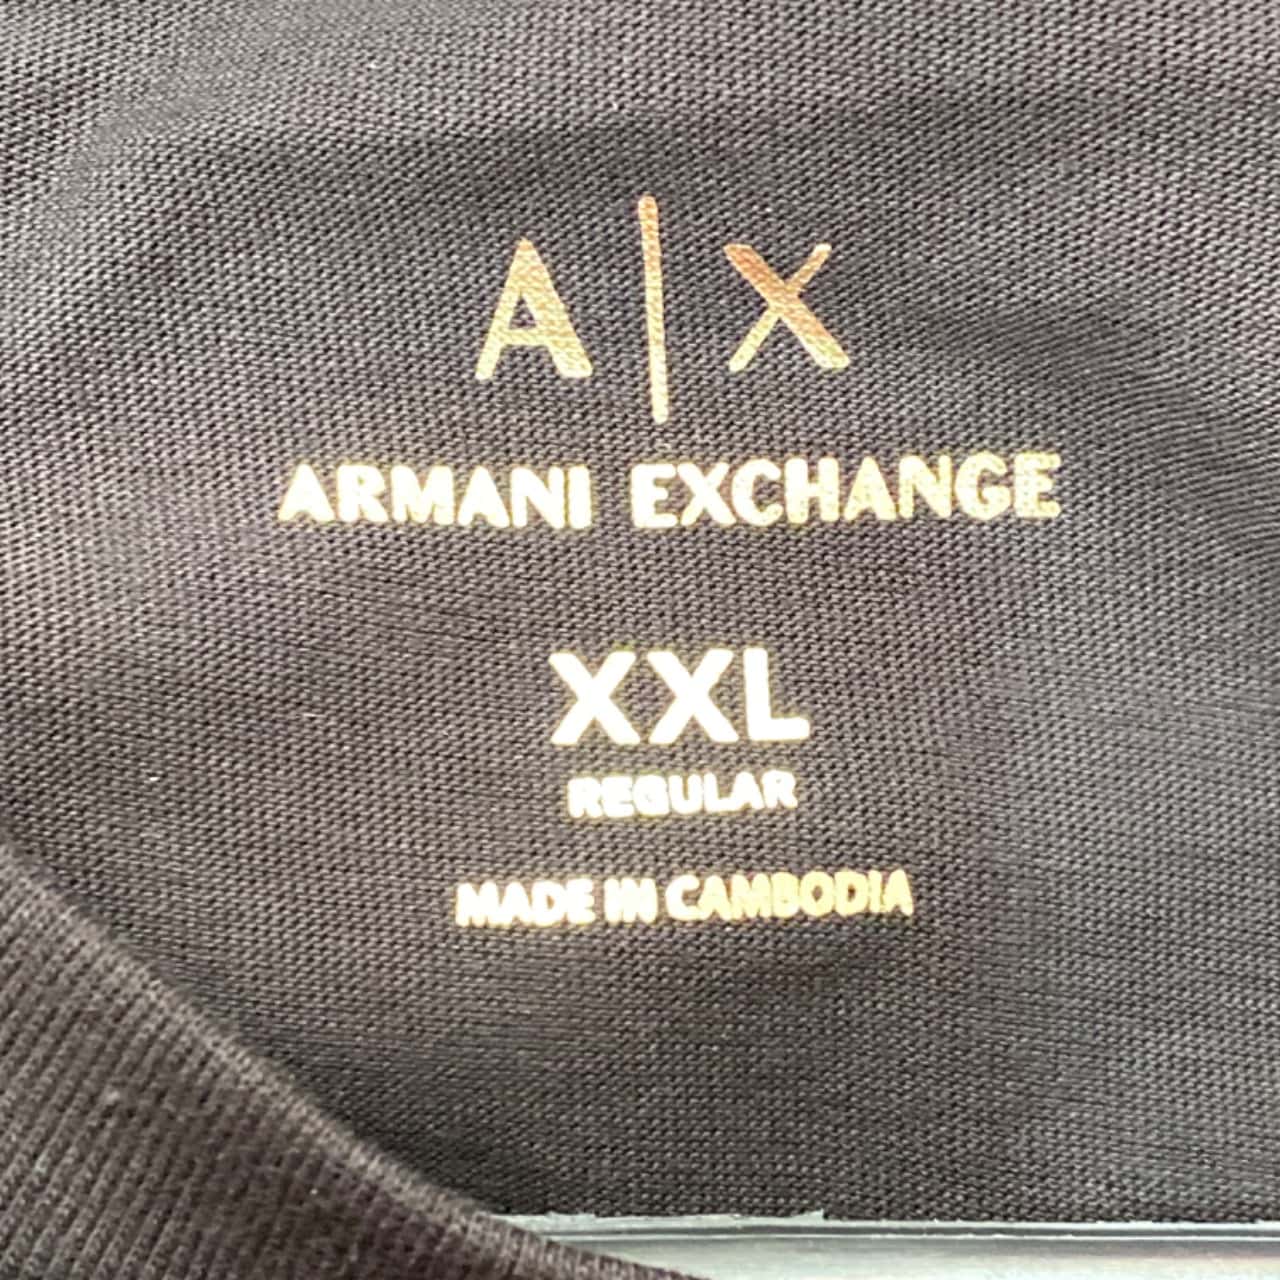 A|X
ARMANI EXCHANGE
XXL
REGULAR
MADE IN CAMBODIA